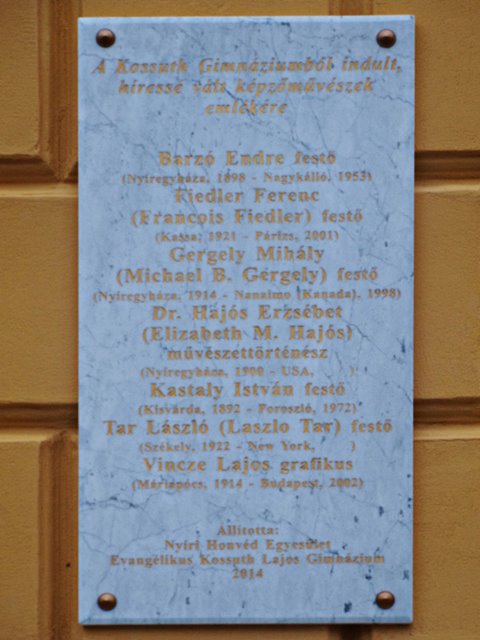 A Kossuth Gimnáziumból indult,
híressé vált képzőművészek
emlékére
Barzó Endre festő
(Nyíregyháza, 1898 - Nagykálló, 1953)
Fiedler Ferenc
(Francois Fiedler) festő
(Kassa, 1921 - Párizs, 2001)
Gergely Mihály
(Michael B. Gergely) festő
(Nyíregyháza, 1914 - Nanaimo (Kanada), 1998)
Dr. Hajós Erzsébet
(Elizabeth M. Hajós)
művészettörténész
(Nyíregyháza, 1900 - USA, )
Kastaly István festő
(Kisvárda, 1892 - Poroszló, 1972)
Tar László (Laszlo Tar) festő
(Székely, 1922 - New York, )
Vincze Lajos grafikus
(Máriapócs, 1914 - Budapest, 2002)
Állította:
Nyíri Honvéd Egyesület
Evangélikus Kossuth Lajos Gimnázium
2014